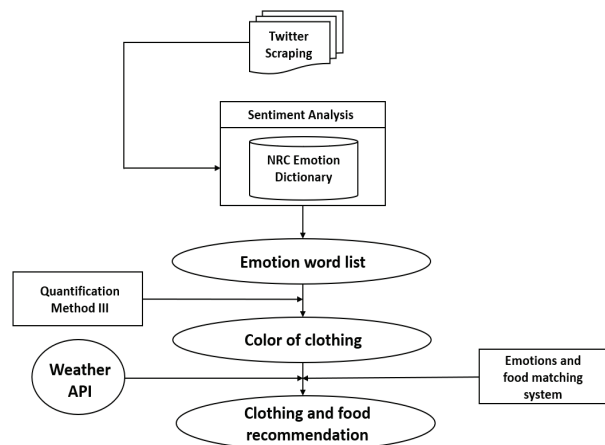 Twitter
Scraping
Sentiment Analysis
NRC Emotion
Dictionary
Emotion word list
Quantification
Method III
Color of clothing
Weather
API
Emotions and
food matching
system
Clothing and food
recommendation